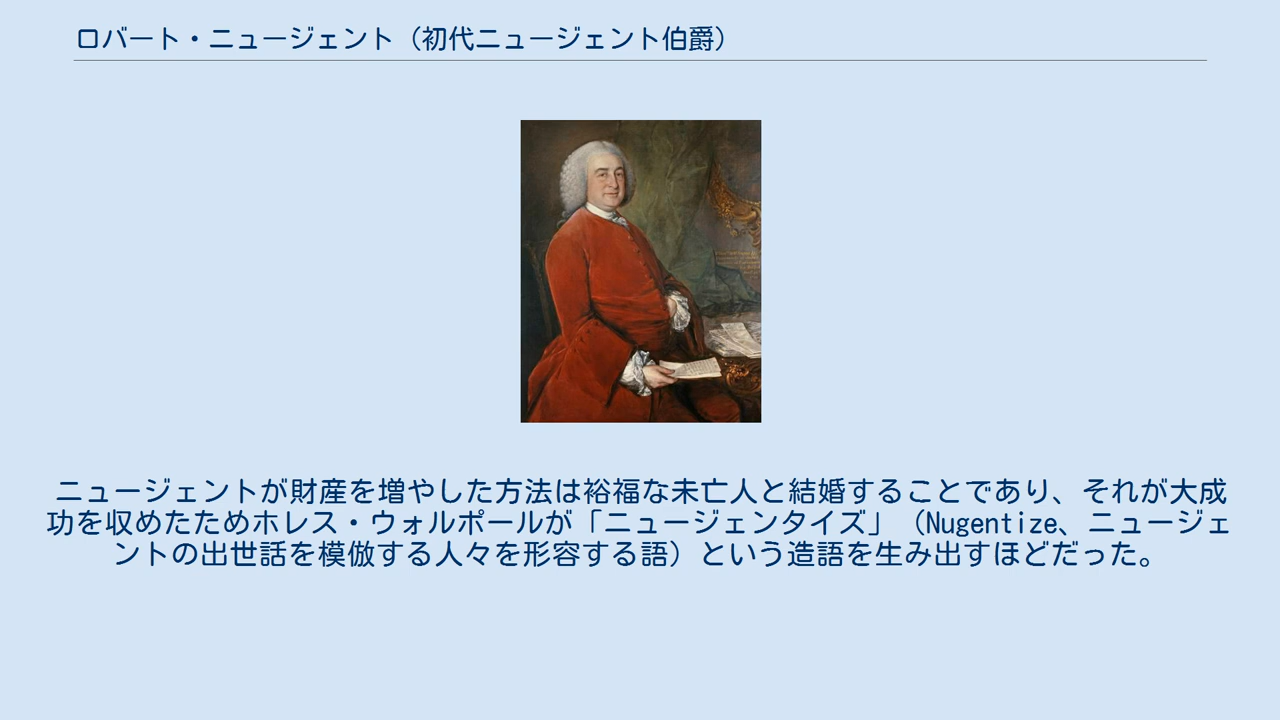 ロバート・ニュージェント（初代ニュージェント伯爵）
ニュージェントが財産を増やした方法は裕福な未亡人と結婚することであり、それが大成
功を収めたためホレス・ウォルポールが「ニュージェンタイズ」（Nugentize、ニュージェ
ントの出世話を模倣する人々を形容する語）という造語を生み出すほどだった。